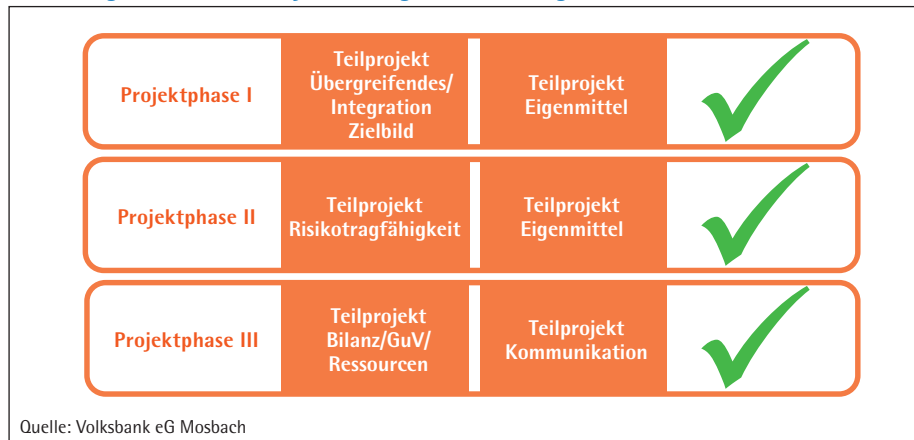 Projektphase I
Teilprojekt
Übergreifendes/
Integration
Zielbild
Teilprojekt
Eigenmittel
Projektphase II
Teilprojekt
Risikotragfähigkeit
Teilprojekt
Eigenmittel
Projektphase III
Teilprojekt
Bilanz/GuV/
Ressourcen
Teilprojekt
Kommunikation
Quelle: Volksbank eG Mosbach